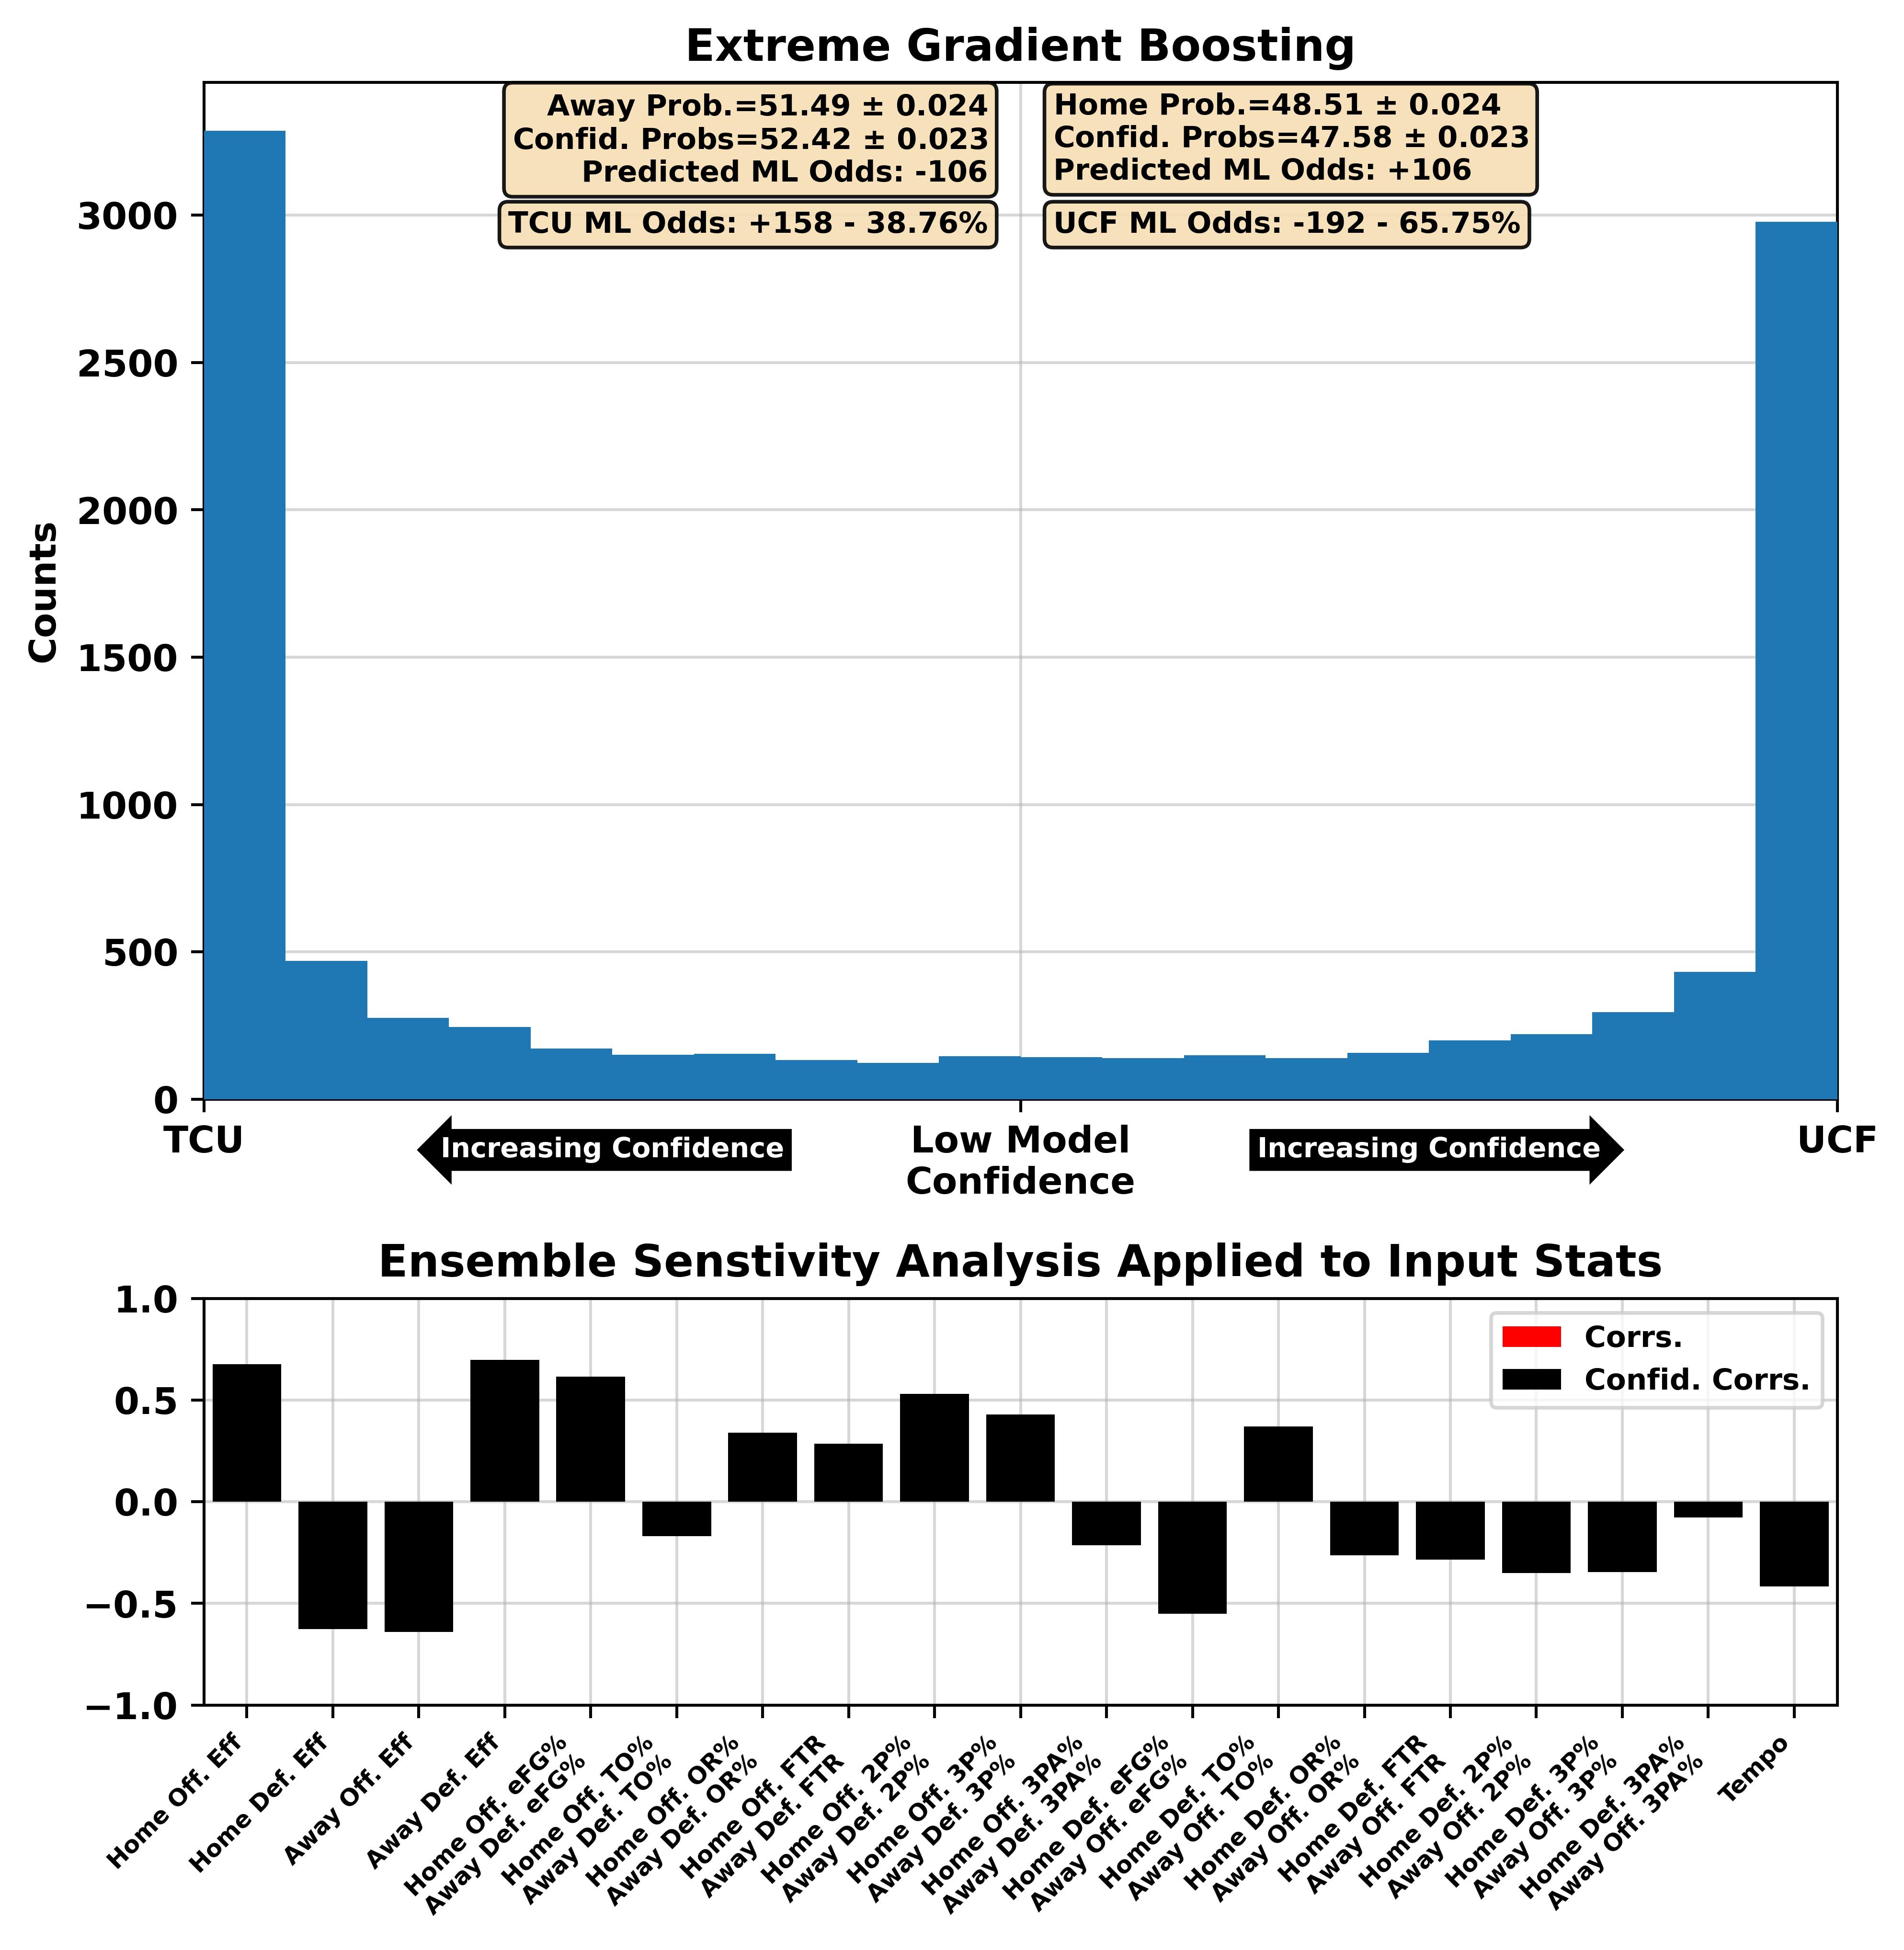 Extreme Gradient Boosting
Away Prob.=51.49 ± 0.024
Confid. Probs=52.42 ± 0.023
Predicted ML Odds: -106
TCU ML Odds: +158 - 38.76%
Home Prob.=48.51 ± 0.024
Confid. Probs=47.58 ± 0.023
Predicted ML Odds: +106
UCF ML Odds: -192 - 65.75%
Counts
3000
2500
2000
1500
1000
500
0
TCU
Increasing Confidence
Low Model
Confidence
Increasing Confidence
UCF
Ensemble Senstivity Analysis Applied to Input Stats
Corrs.
Confid. Corrs.
1.0
0.5
0.0
−0.5
−1.0
Home Off. Eff
Home Def. Eff
Away Off. Eff
Away Def. Eff
Home Off. eFG%
Away Def. eFG%
Home Off. TO%
Away Def. TO%
Home Off. OR%
Away Def. OR%
Home Off. FTR
Away Def. FTR
Home Off. 2P%
Away Def. 2P%
Home Off. 3P%
Away Def. 3P%
Home Off. 3PA%
Away Def. 3PA%
Home Def. eFG%
Away Off. eFG%
Home Def. TO%
Away Off. TO%
Home Def. OR%
Away Off. OR%
Home Def. FTR
Away Off. FTR
Home Def. 2P%
Away Off. 2P%
Home Def. 3P%
Away Off. 3P%
Home Def. 3PA%
Away Off. 3PA%
Tempo